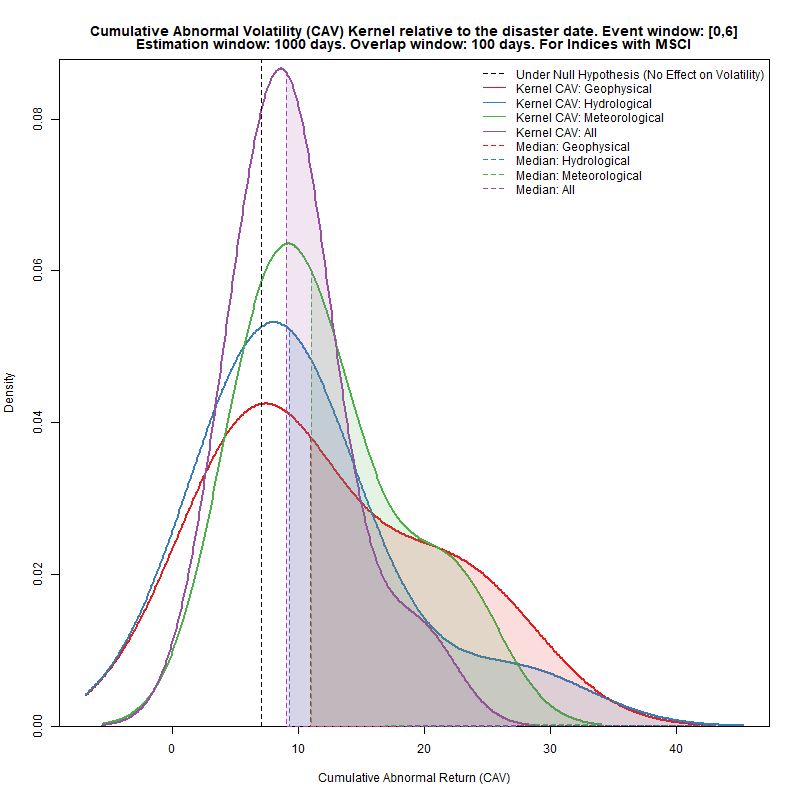 Cumulative Abnormal Volatility (CAV) Kernel relative to the disaster date. Event window: [0,6]
Estimation window: 1000 days. Overlap window: 100 days. For Indices with MSCI
Under Null Hypothesis (No Effect on Volatility)
Kernel CAV: Geophysical
Kernel CAV: Hydrological
Kernel CAV: Meteorological
Kernel CAV: All
Median: Geophysical
Median: Hydrological
Median: Meteorological
Median: All
Density
0.08
0.06
0.04
0.02
0.00
0 10 20 30 40
Cumulative Abnormal Return (CAV)